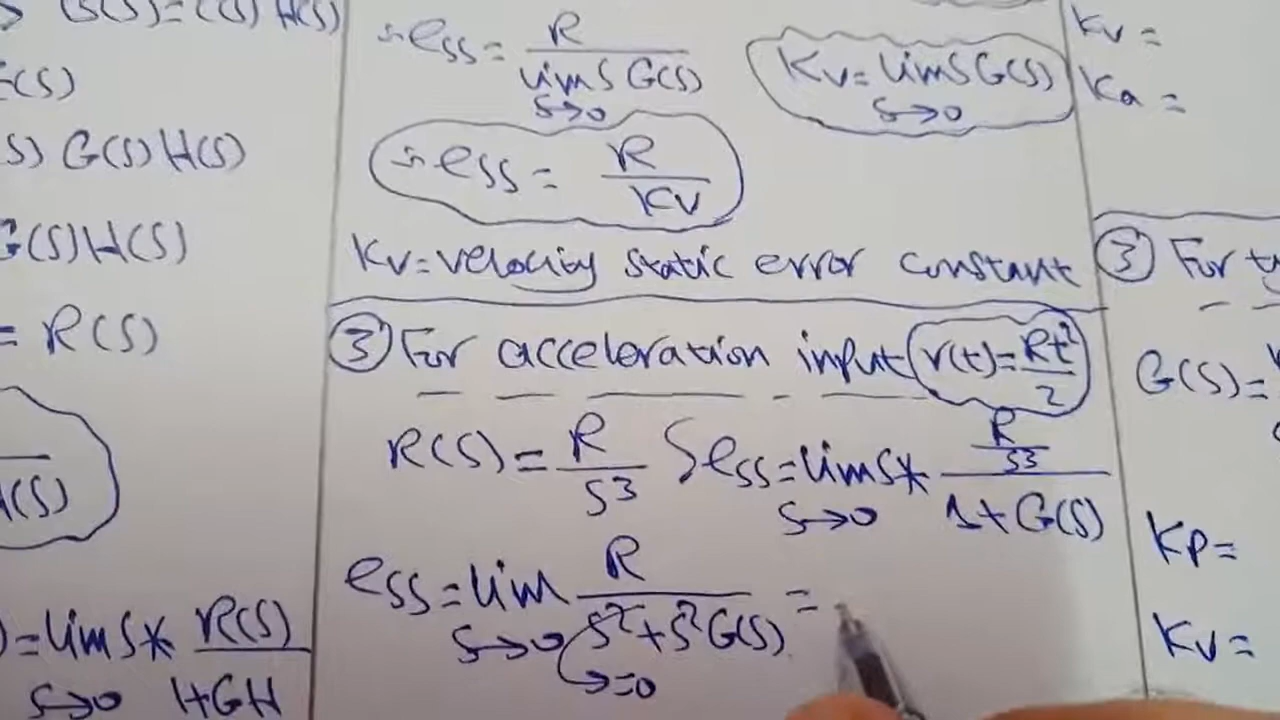 G(S)=C(S) H(S)
(S)
S) G(S) H(S)
G(S)H(S)
= R(S)
(S)
)=lim S* R(S)
S→0 1+GH
∴ ess = R
lim S G(S)
S→0
Kv = lim S G(S)
S→0
∴ ess = R
Kv
Kv = velocity static error constant
③ For acceleration input r(t) = Rt²
2
R(S) = R
S3
ess = lim S * R
S3
S→0 1+G(S)
ess = lim R =
S→0 S²+S²G(S)
→=0
Kv =
Ka =
③ For ty
G(S)=
Kp=
Kv=